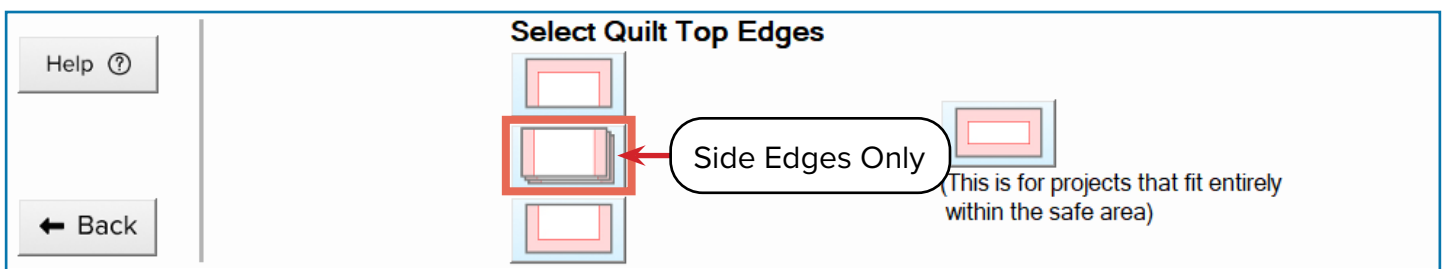 Select Quilt Top Edges
Help ?
Side Edges Only
(This is for projects that fit entirely
within the safe area)
Back